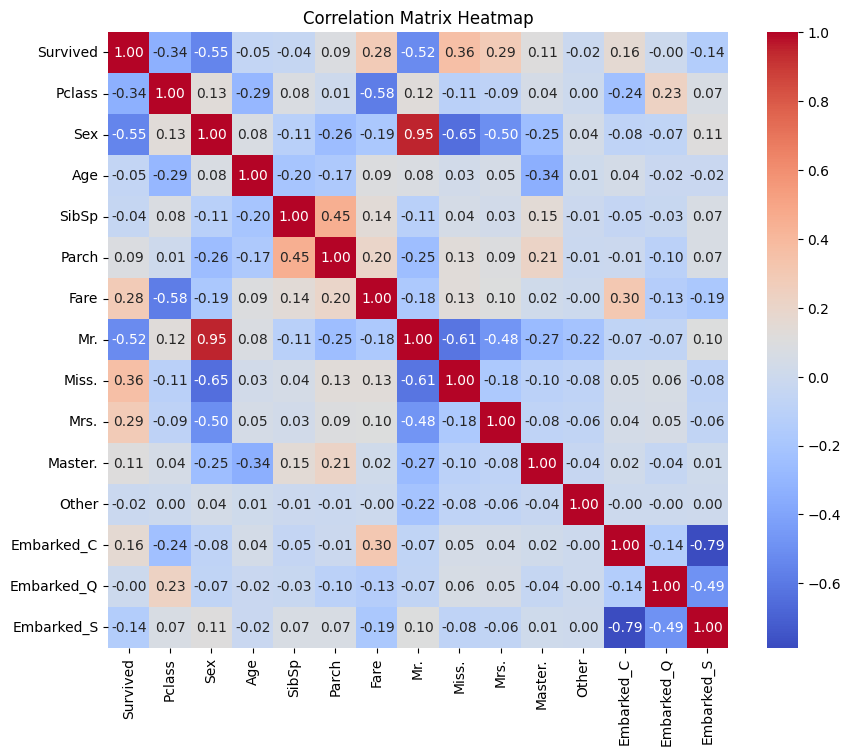 Correlation Matrix Heatmap
Survived 1.00 -0.34 -0.55 -0.05 -0.04 0.09 0.28 -0.52 0.36 0.29 0.11 -0.02 0.16 -0.00 -0.14
Pclass -0.34 1.00 0.13 -0.29 0.08 0.01 -0.58 0.12 -0.11 -0.09 0.04 0.00 -0.24 0.23 0.07
Sex -0.55 0.13 1.00 0.08 -0.11 -0.26 -0.19 0.95 -0.65 -0.50 -0.25 0.04 -0.08 -0.07 0.11
Age -0.05 -0.29 0.08 1.00 -0.20 -0.17 0.09 0.08 0.03 0.05 -0.34 0.01 0.04 -0.02 -0.02
SibSp -0.04 0.08 -0.11 -0.20 1.00 0.45 0.14 -0.11 0.04 0.03 0.15 -0.01 -0.05 -0.03 0.07
Parch 0.09 0.01 -0.26 -0.17 0.45 1.00 0.20 -0.25 0.13 0.09 0.21 -0.01 -0.01 -0.10 0.07
Fare 0.28 -0.58 -0.19 0.09 0.14 0.20 1.00 -0.18 0.13 0.10 0.02 -0.00 0.30 -0.13 -0.19
Mr. -0.52 0.12 0.95 0.08 -0.11 -0.25 -0.18 1.00 -0.61 -0.48 -0.27 -0.22 -0.07 -0.07 0.10
Miss. 0.36 -0.11 -0.65 0.03 0.04 0.13 0.13 -0.61 1.00 -0.18 -0.10 -0.08 0.05 0.06 -0.08
Mrs. 0.29 -0.09 -0.50 0.05 0.03 0.09 0.10 -0.48 -0.18 1.00 -0.08 -0.06 0.04 0.05 -0.06
Master. 0.11 0.04 -0.25 -0.34 0.15 0.21 0.02 -0.27 -0.10 -0.08 1.00 -0.04 0.02 -0.04 0.01
Other -0.02 0.00 0.04 0.01 -0.01 -0.01 -0.00 -0.22 -0.08 -0.06 -0.04 1.00 -0.00 -0.00 0.00
Embarked_C 0.16 -0.24 -0.08 0.04 -0.05 -0.01 0.30 -0.07 0.05 0.04 0.02 -0.00 1.00 -0.14 -0.79
Embarked_Q -0.00 0.23 -0.07 -0.02 -0.03 -0.10 -0.13 -0.07 0.06 0.05 -0.04 -0.00 -0.14 1.00 -0.49
Embarked_S -0.14 0.07 0.11 -0.02 0.07 0.07 -0.19 0.10 -0.08 -0.06 0.01 0.00 -0.79 -0.49 1.00
Survived Pclass Sex Age SibSp Parch Fare Mr. Miss. Mrs. Master. Other Embarked_C Embarked_Q Embarked_S
1.0
0.8
0.6
0.4
0.2
0.0
−0.2
−0.4
−0.6